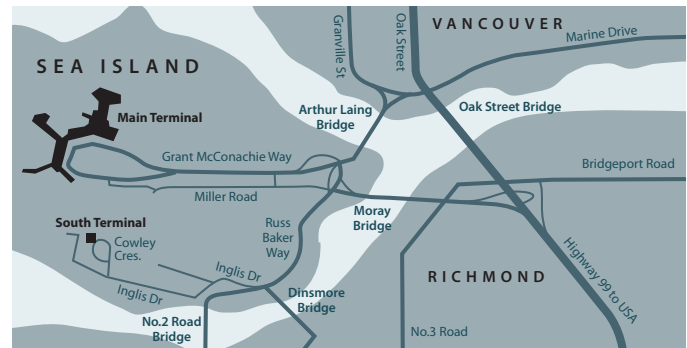 VANCOUVER
Granville St
Oak Street
Marine Drive
SEA ISLAND
Main Terminal
Arthur Laing
Bridge
Oak Street Bridge
Grant McConachie Way
Bridgeport Road
Miller Road
South Terminal
Cowley
Cres.
Russ
Baker
Way
Moray
Bridge
Highway 99 to USA
Inglis Dr
Inglis Dr
RICHMOND
Dinsmore
Bridge
No.2 Road
Bridge
No.3 Road